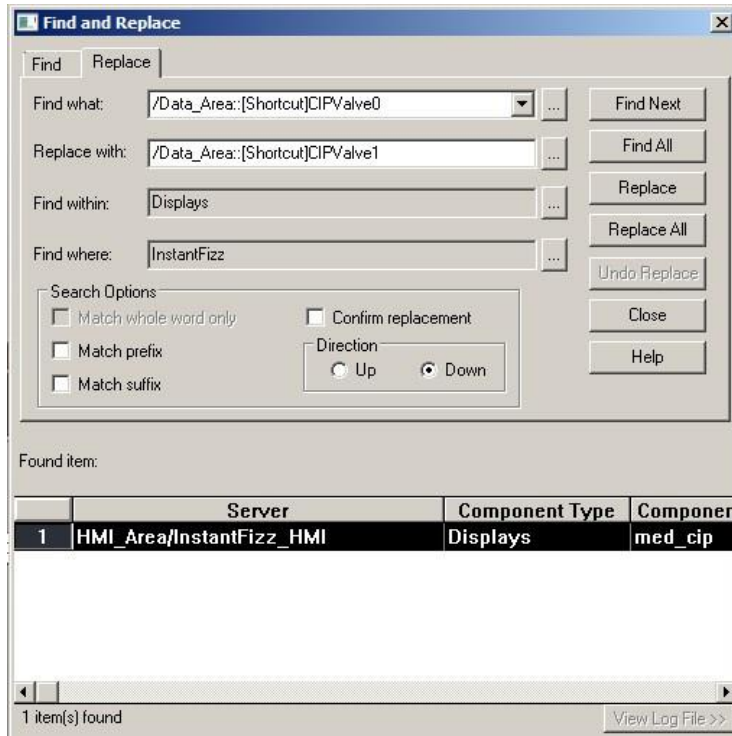 Find and Replace
Find Replace
Find what: /Data_Area::[Shortcut]CIPValve0 ... Find Next
Replace with: /Data_Area::[Shortcut]CIPValve1 ... Find All
Find within: Displays ... Replace
Find where: InstantFizz ... Replace All
Search Options Undo Replace
Match whole word only Confirm replacement Close
Match prefix Direction Help
Match suffix Up Down
Found item:
Server Component Type Componer
1 HMI_Area/InstantFizz_HMI Displays med_cip
1 item(s) found View Log File >>